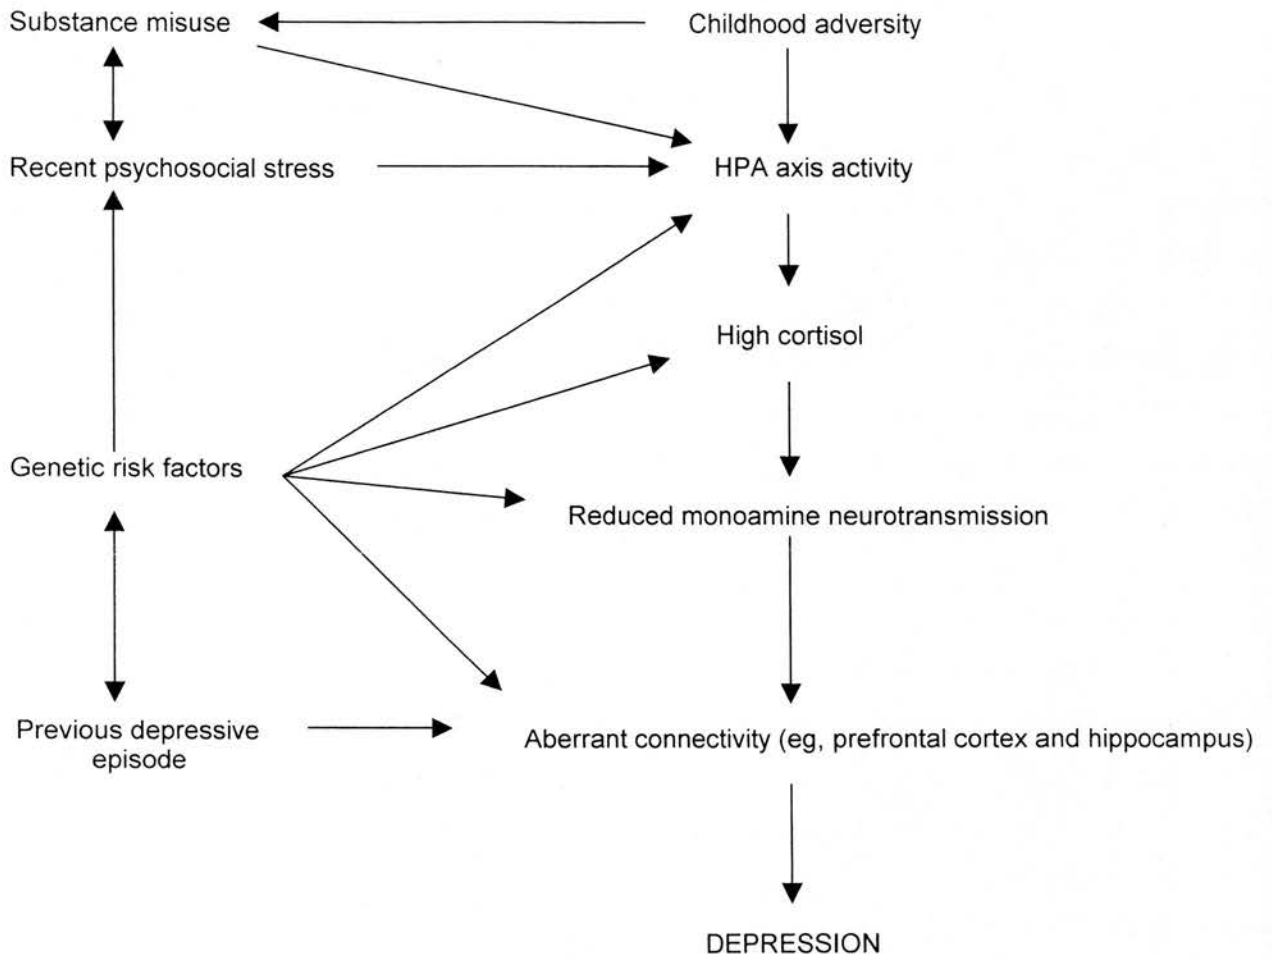 Substance misuse
Childhood adversity
Recent psychosocial stress
HPA axis activity
High cortisol
Genetic risk factors
Reduced monoamine neurotransmission
Previous depressive
episode
Aberrant connectivity (eg, prefrontal cortex and hippocampus)
DEPRESSION